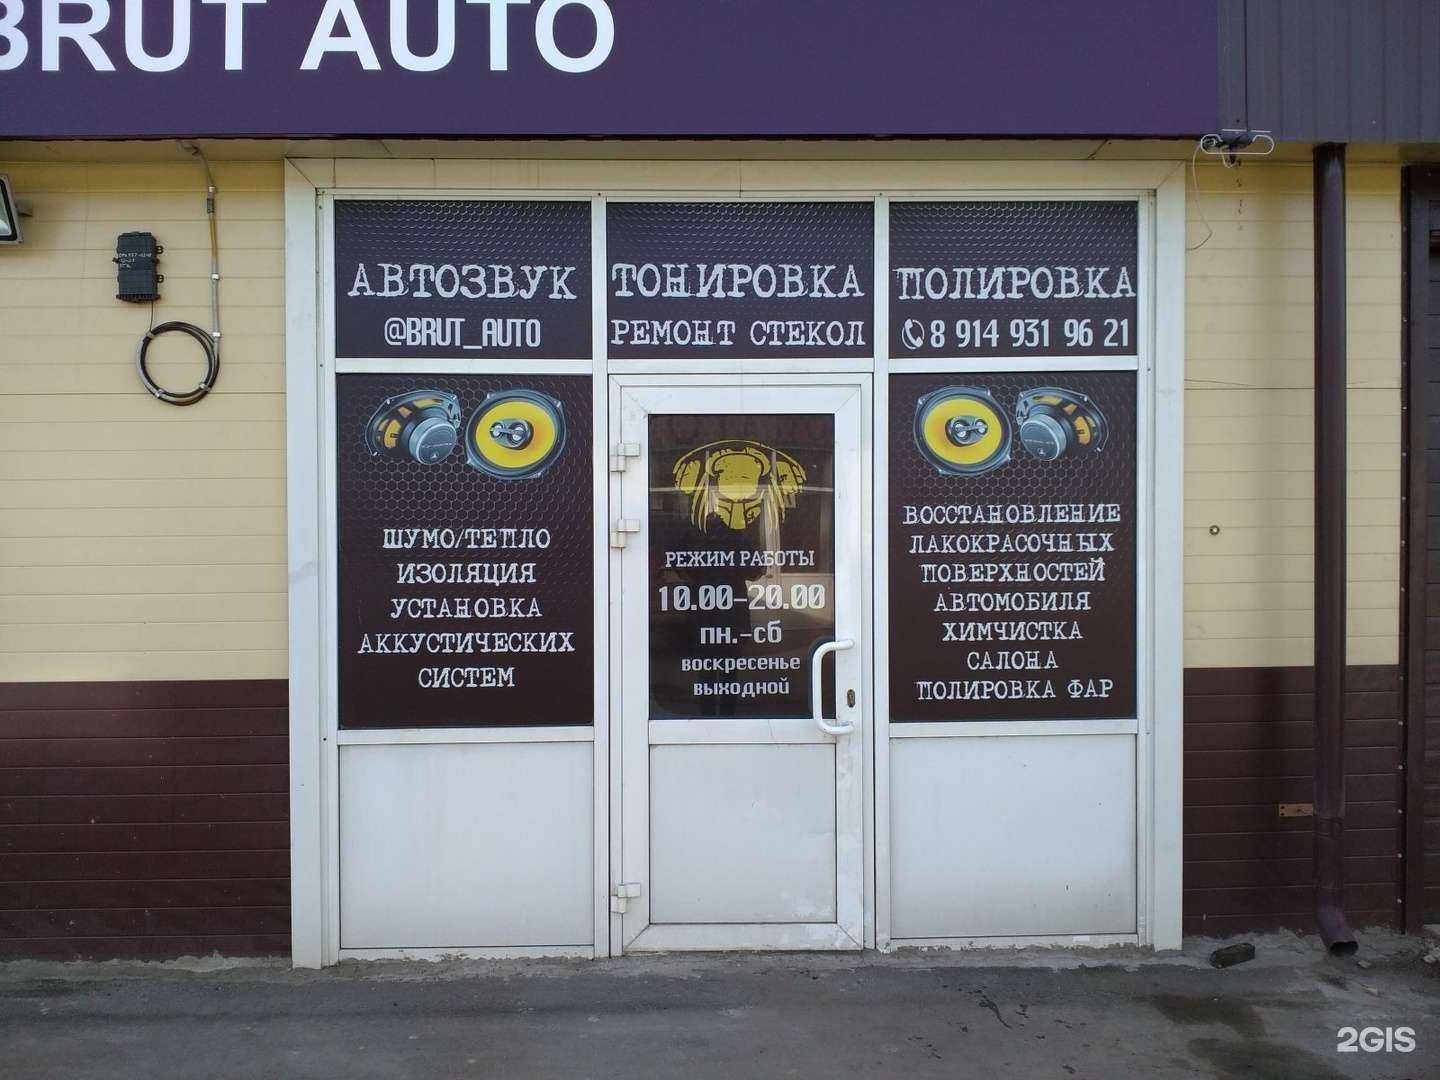 BRUT AUTO
АВТОЗВУК
@BRUT_AUTO
ТОНИРОВКА
РЕМОНТ СТЕКОЛ
ПОЛИРОВКА
8 914 931 96 21
ШУМО/ТЕПЛО
ИЗОЛЯЦИЯ
УСТАНОВКА
АККУСТИЧЕСКИХ
СИСТЕМ
РЕЖИМ РАБОТЫ
10.00-20.00
ПН.-СБ
ВОСКРЕСЕНЬЕ
ВЫХОДНОЙ
ВОССТАНОВЛЕНИЕ
ЛАКОКРАСОЧНЫХ
ПОВЕРХНОСТЕЙ
АВТОМОБИЛЯ
ХИМЧИСТКА
САЛОНА
ПОЛИРОВКА ФАР
2GIS